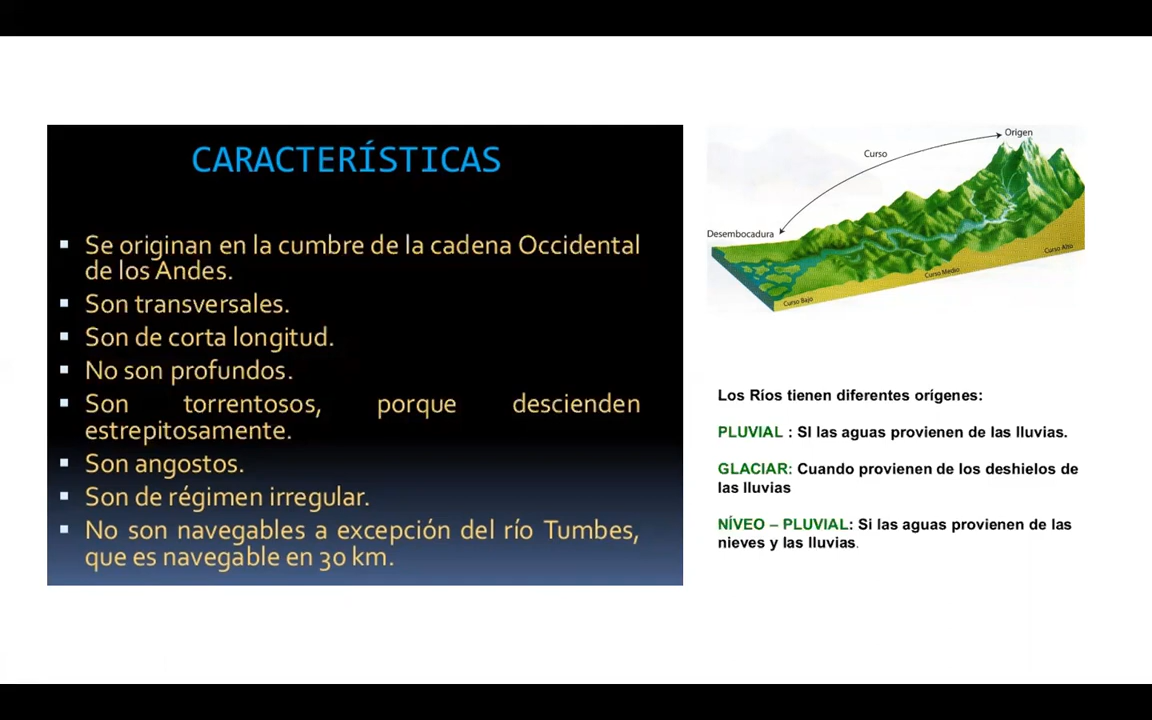 CARACTERÍSTICAS
▪ Se originan en la cumbre de la cadena Occidental
de los Andes.
▪ Son transversales.
▪ Son de corta longitud.
▪ No son profundos.
▪ Son torrentosos, porque descienden
estrepitosamente.
▪ Son angostos.
▪ Son de régimen irregular.
▪ No son navegables a excepción del río Tumbes,
que es navegable en 30 km.
Origen
Curso
Desembocadura
Curso Alto
Curso Medio
Curso Bajo
Los Ríos tienen diferentes orígenes:
PLUVIAL : SI las aguas provienen de las lluvias.
GLACIAR: Cuando provienen de los deshielos de
las lluvias
NÍVEO – PLUVIAL: Si las aguas provienen de las
nieves y las lluvias.